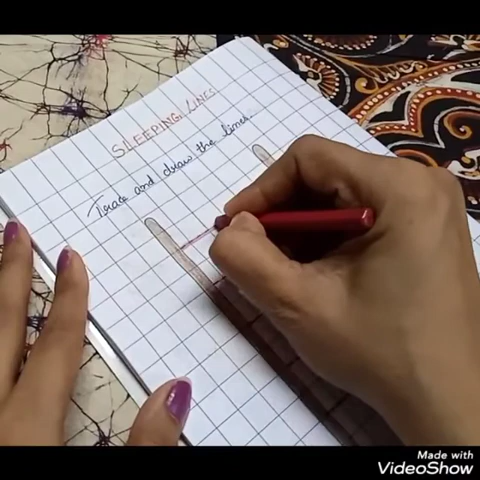 SLEEPING LINES
Trace and draw the lines.
Made with
VideoShow